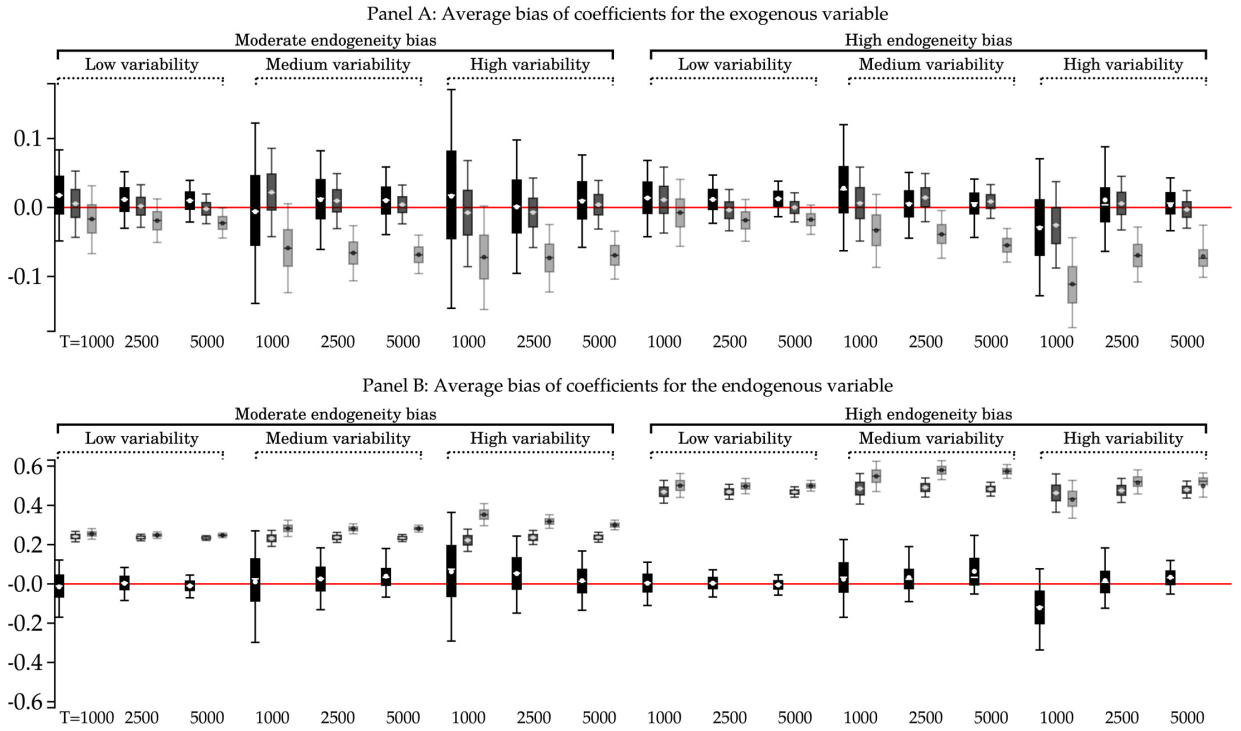 Panel A: Average bias of coefficients for the exogenous variable
Moderate endogeneity bias High endogeneity bias
Low variability Medium variability High variability Low variability Medium variability High variability
0.1
0.0
-0.1
T=1000 2500 5000 1000 2500 5000 1000 2500 5000 1000 2500 5000 1000 2500 5000 1000 2500 5000
Panel B: Average bias of coefficients for the endogenous variable
Moderate endogeneity bias High endogeneity bias
Low variability Medium variability High variability Low variability Medium variability High variability
0.6
0.4
0.2
-0.0
-0.2
-0.4
-0.6
T=1000 2500 5000 1000 2500 5000 1000 2500 5000 1000 2500 5000 1000 2500 5000 1000 2500 5000